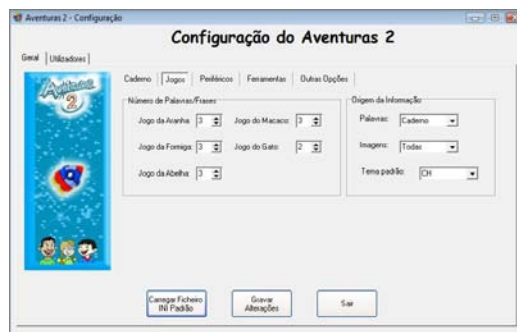 Aventuras 2 - Configuração
Configuração do Aventuras 2
Geral Utilizadores
Aventuras 2
Caderno Jogos Periféricos Ferramentas Outras Opções
Número de Palavras/Frases
Jogo da Aranha: 3 Jogo do Macaco: 3
Jogo da Formiga: 3 Jogo do Gato: 2
Jogo da Abelha: 3
Origem da Informação
Palavras: Caderno
Imagens: Todas
Tema padrão: CH
Carregar Ficheiro
INI Padrão
Gravar
Alterações
Sair